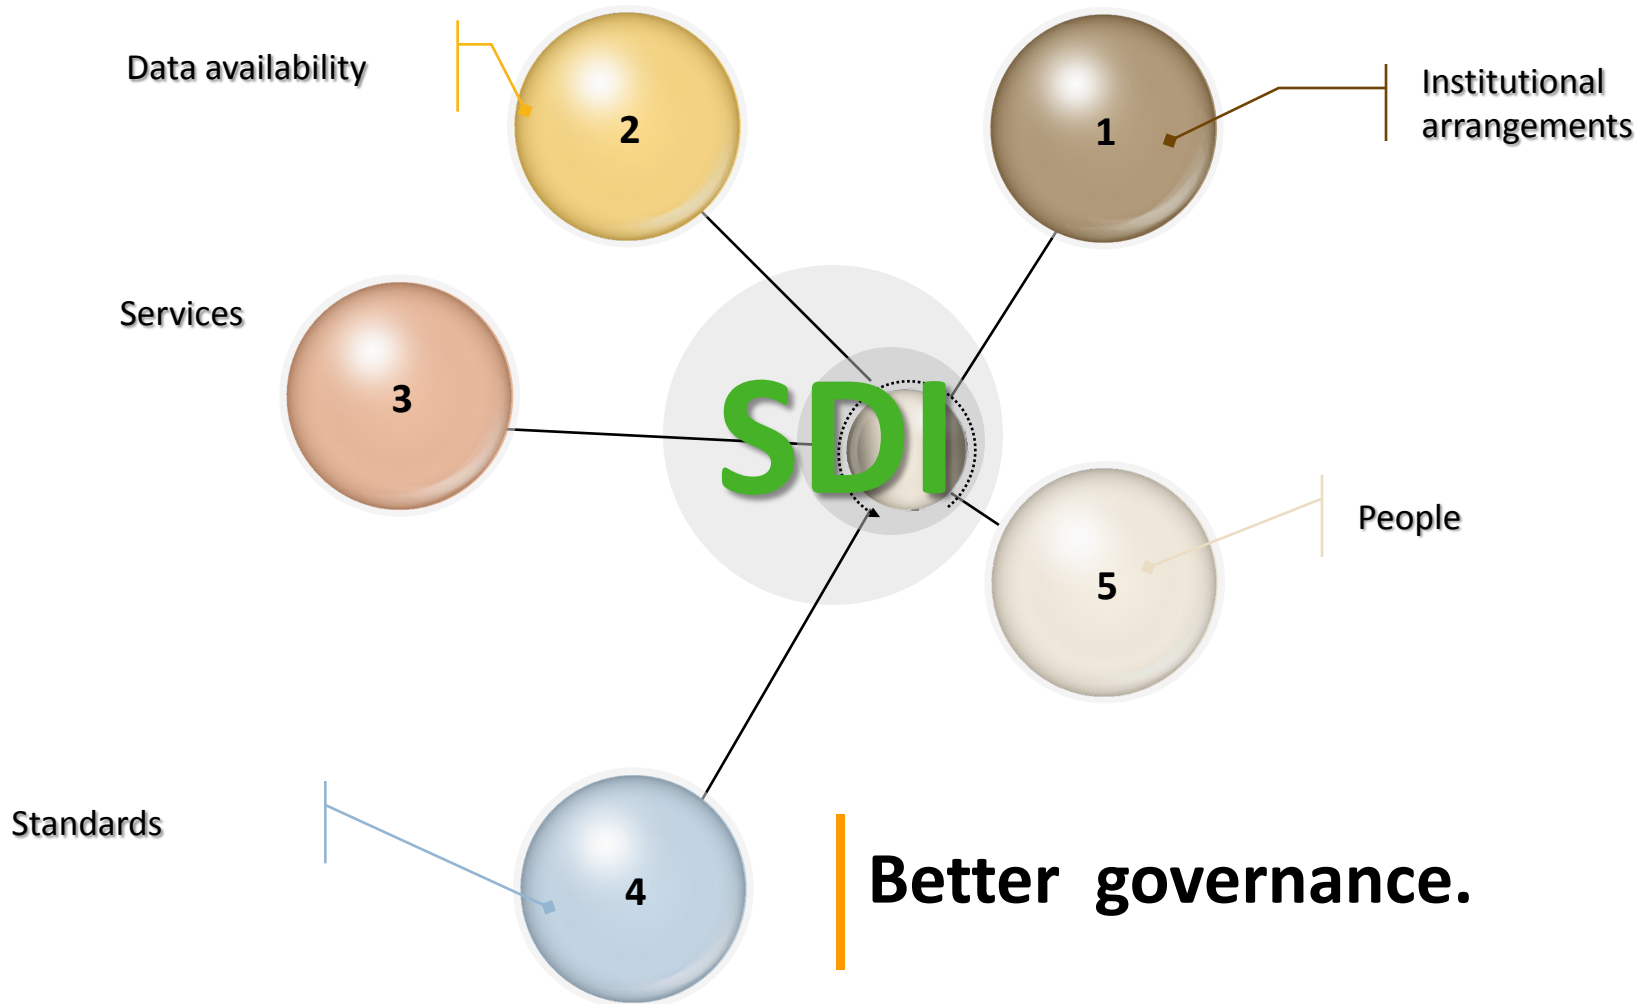 Data availability
2
1
Institutional
arrangements
Services
3
SDI
5
People
Standards
4
Better governance.